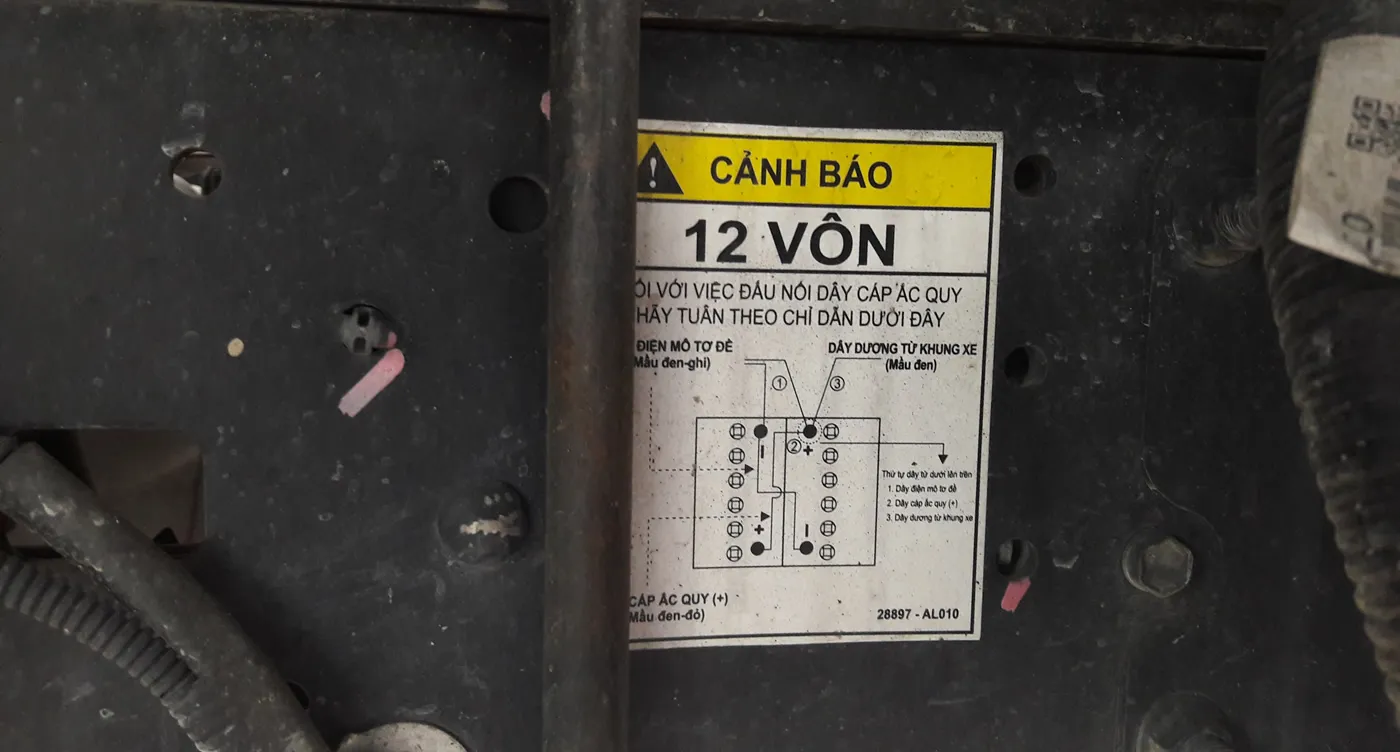 CẢNH BÁO
12 VÔN
VỚI VIỆC ĐẤU NỐI DÂY CÁP ẮC QUY
HÃY TUÂN THEO CHỈ DẪN DƯỚI ĐÂY
ĐIỆN MÔ TƠ ĐỀ
(Mầu đen-ghi)
DÂY DƯƠNG TỪ KHUNG XE
(Mầu đen)
1
3
2
Thứ tự dây từ dưới lên trên
1. Dây điện mô tơ đề
2. Dây cáp ắc quy (+)
3. Dây dương từ khung xe
CÁP ẮC QUY (+)
(Mầu đen-đỏ)
28897 - AL010